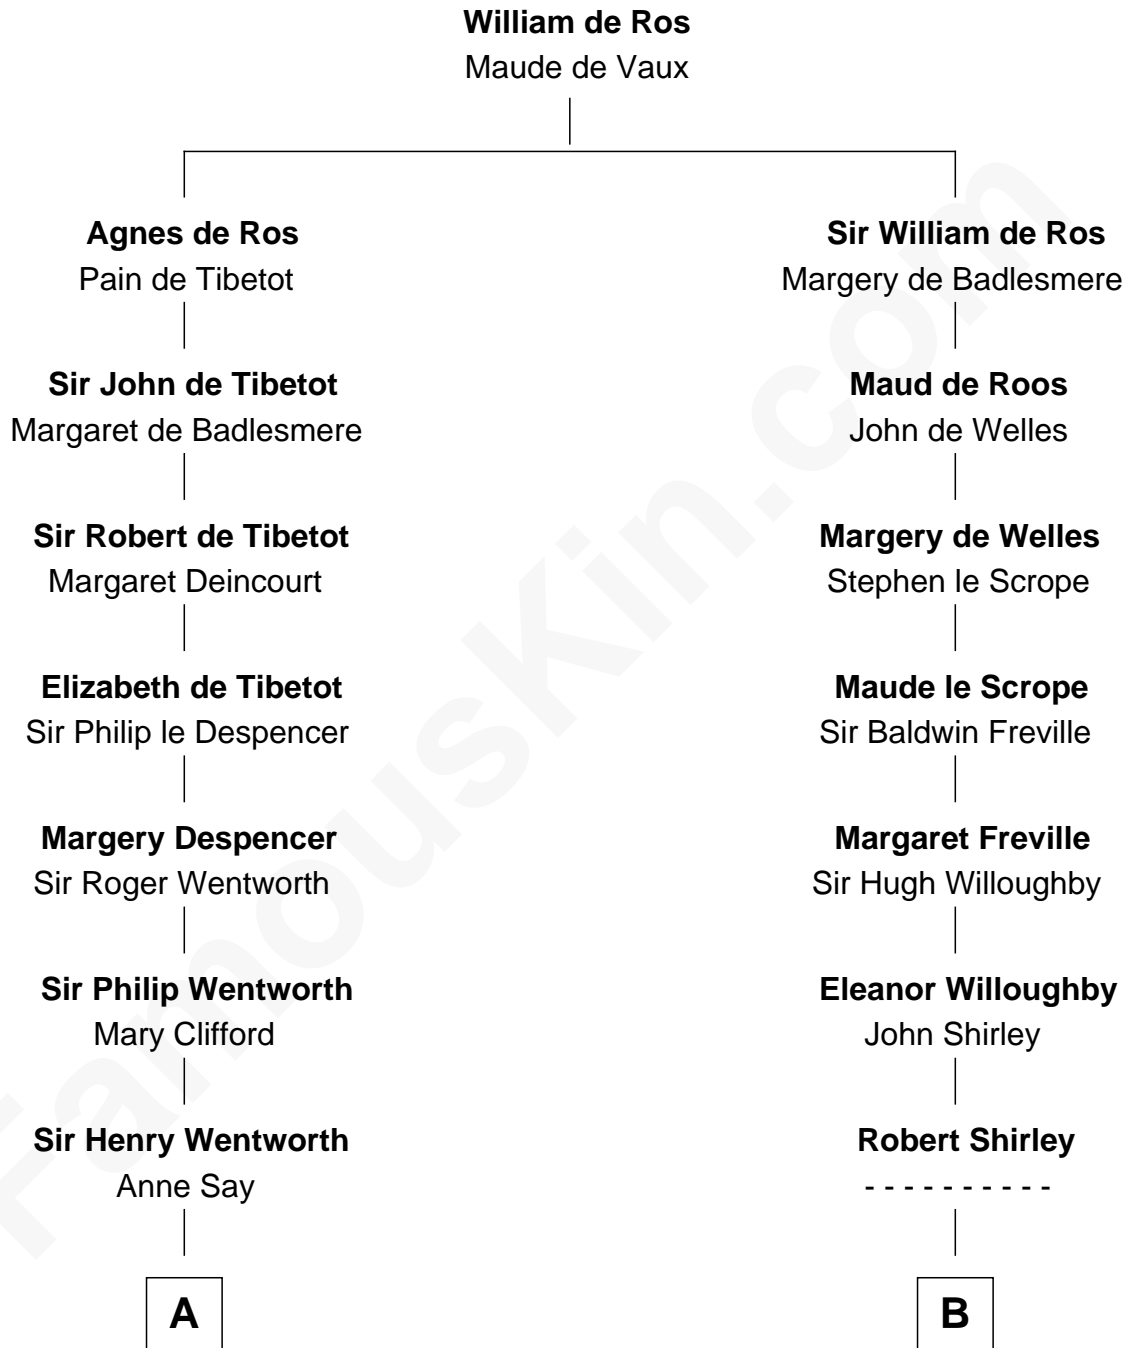 William de Ros
Maude de Vaux
Agnes de Ros
Pain de Tibetot
Sir William de Ros
Margery de Badlesmere
Sir John de Tibetot
Margaret de Badlesmere
Maud de Roos
John de Welles
Sir Robert de Tibetot
Margaret Deincourt
Margery de Welles
Stephen le Scrope
Elizabeth de Tibetot
Sir Philip le Despencer
Maude le Scrope
Sir Baldwin Freville
Margery Despencer
Sir Roger Wentworth
Margaret Freville
Sir Hugh Willoughby
Sir Philip Wentworth
Mary Clifford
Eleanor Willoughby
John Shirley
Sir Henry Wentworth
Anne Say
Robert Shirley
- - - - - - - - - -
A
B
FamousKin.com